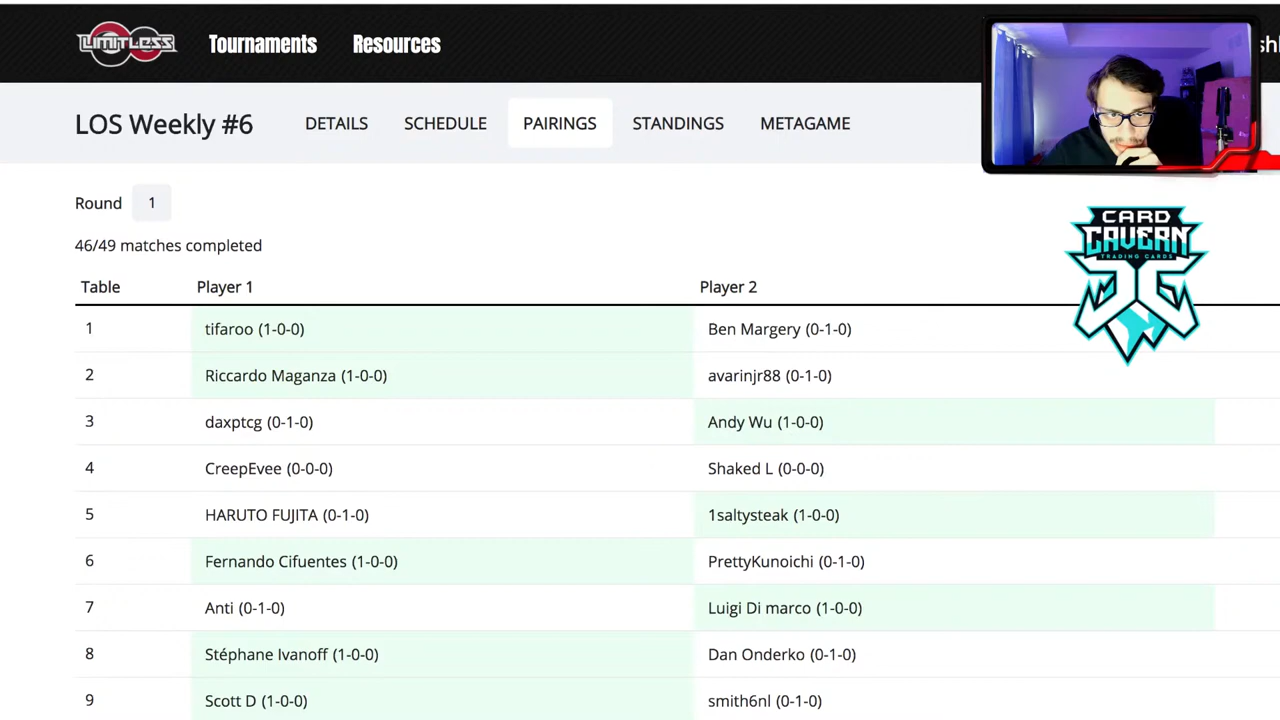 LIMITLESS Tournaments Resources
LOS Weekly #6 DETAILS SCHEDULE PAIRINGS STANDINGS METAGAME
CARD
CAVERN
TRADING CARDS
Round 1
46/49 matches completed
Table Player 1 Player 2
1 tifaroo (1-0-0) Ben Margery (0-1-0)
2 Riccardo Maganza (1-0-0) avarinjr88 (0-1-0)
3 daxptcg (0-1-0) Andy Wu (1-0-0)
4 CreepEvee (0-0-0) Shaked L (0-0-0)
5 HARUTO FUJITA (0-1-0) 1saltysteak (1-0-0)
6 Fernando Cifuentes (1-0-0) PrettyKunoichi (0-1-0)
7 Anti (0-1-0) Luigi Di marco (1-0-0)
8 Stéphane Ivanoff (1-0-0) Dan Onderko (0-1-0)
9 Scott D (1-0-0) smith6nl (0-1-0)